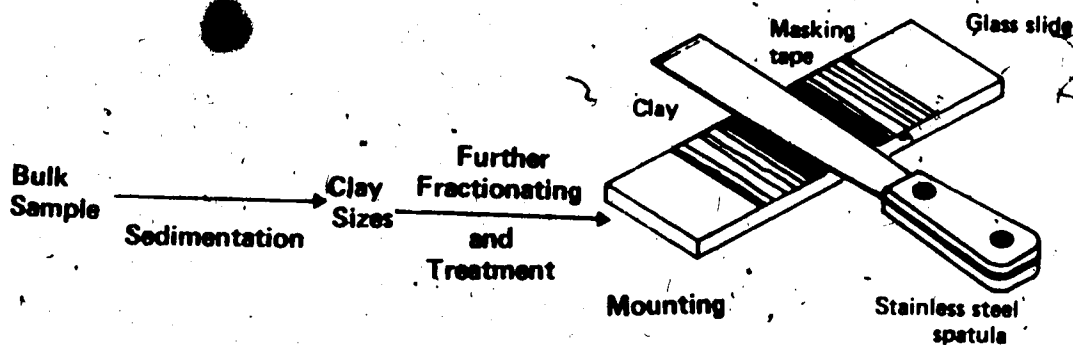 Masking
tape
Glass slide
Clay
Bulk
Sample
Sedimentation
Clay
Sizes
Further
Fractionating
and
Treatment
Mounting
Stainless steel
spatula